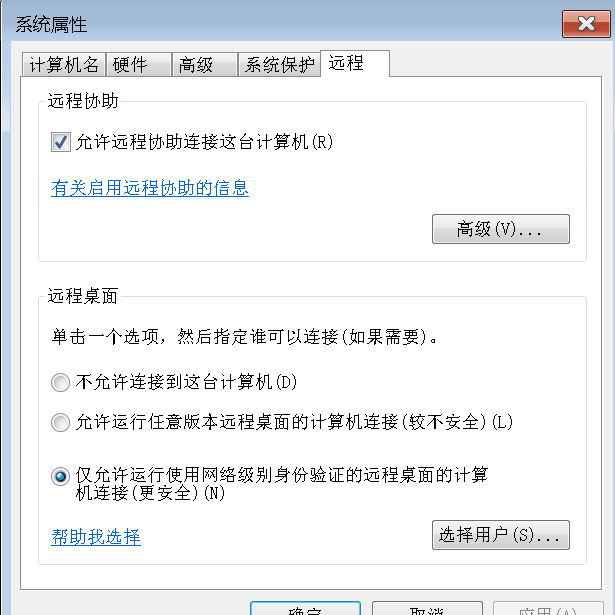 系统属性
计算机名 硬件 高级 系统保护 远程
远程协助
允许远程协助连接这台计算机(R)
有关启用远程协助的信息
高级(V)...
远程桌面
单击一个选项，然后指定谁可以连接(如果需要)。
不允许连接到这台计算机(D)
允许运行任意版本远程桌面的计算机连接(较不安全)(L)
仅允许运行使用网络级别身份验证的远程桌面的计算
机连接(更安全)(N)
帮助我选择
选择用户(S)...
确定 取消 应用(A)